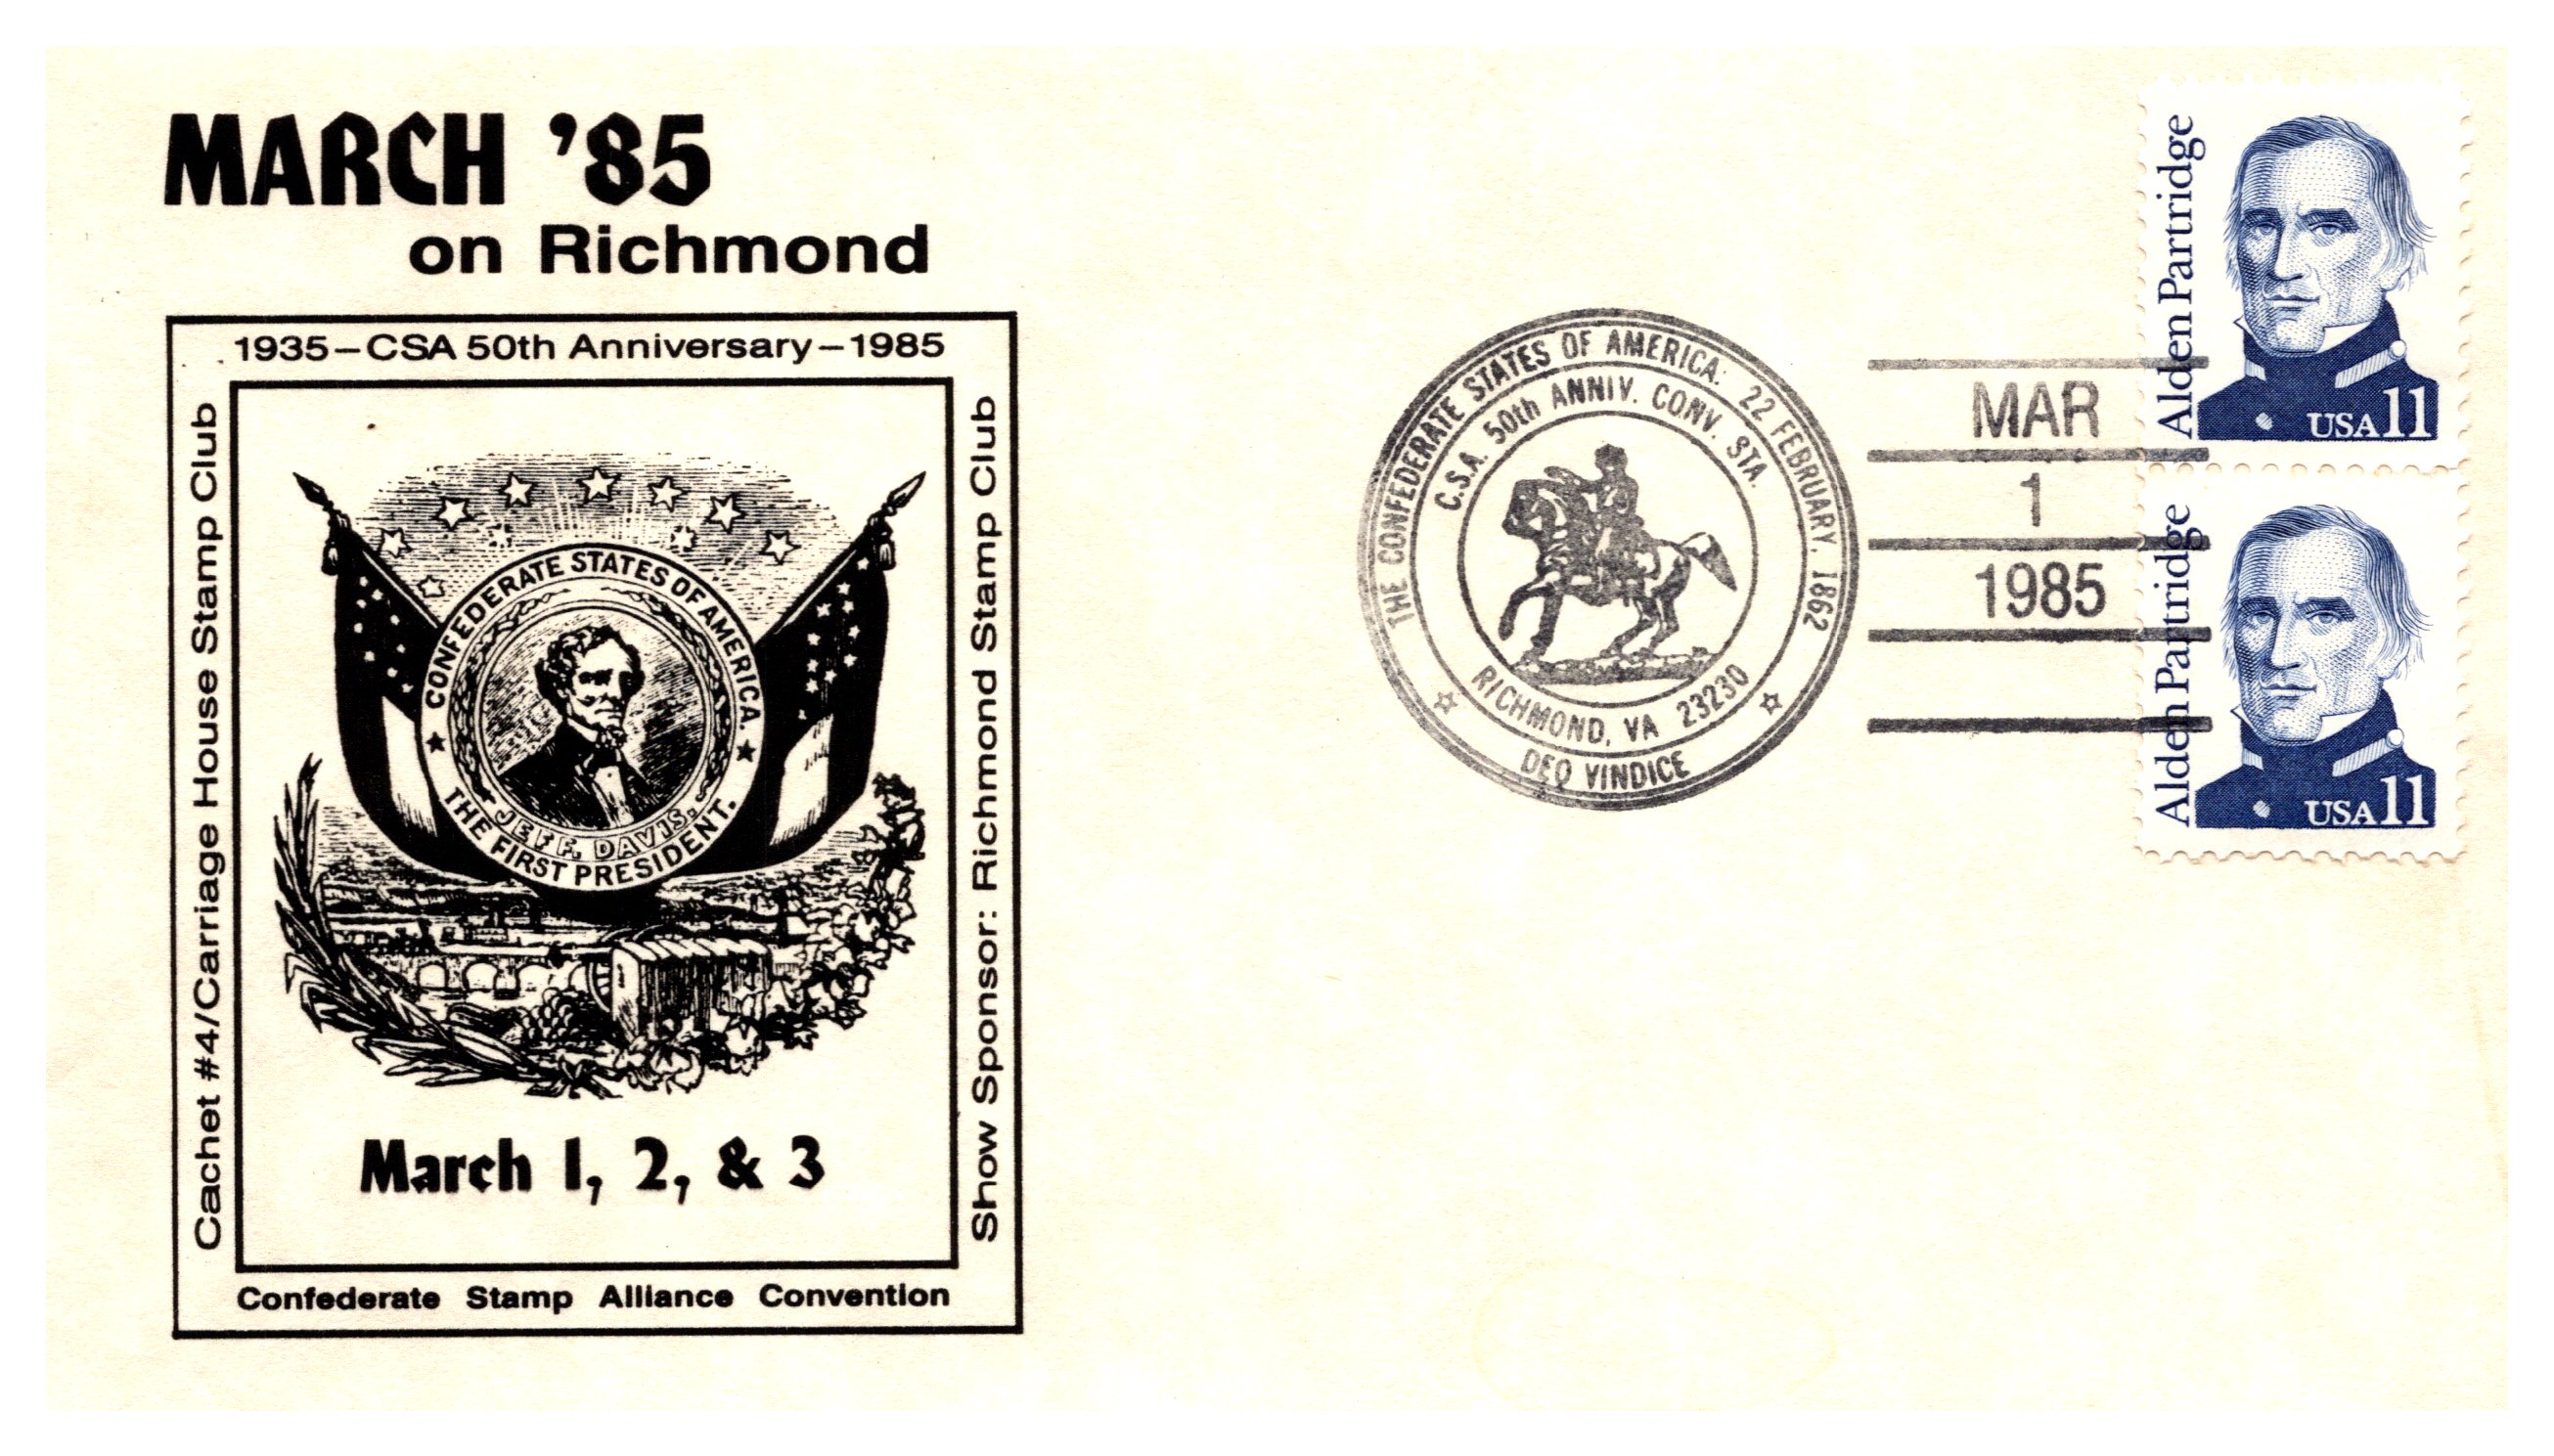 MARCH '85
on Richmond
1935–CSA 50th Anniversary–1985
Cachet #4/Carriage House Stamp Club
CONFEDERATE STATES OF AMERICA.
JEFF. DAVIS.
THE FIRST PRESIDENT.
March 1, 2, & 3
Show Sponsor: Richmond Stamp Club
Confederate Stamp Alliance Convention
THE CONFEDERATE STATES OF AMERICA: 22 FEBRUARY, 1862
C.S.A. 50th ANNIV. CONV. STA.
RICHMOND, VA 23230
DEO VINDICE
MAR
1
1985
Alden Partridge
USA 11
Alden Partridge
USA 11